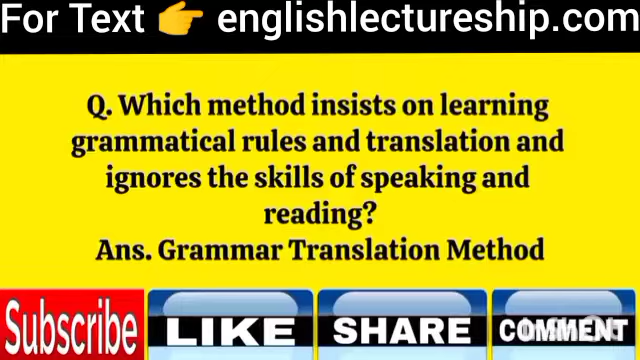 For Text 👉 englishlectureship.com
Q. Which method insists on learning
grammatical rules and translation and
ignores the skills of speaking and
reading?
Ans. Grammar Translation Method
Subscribe LIKE SHARE COMMENT